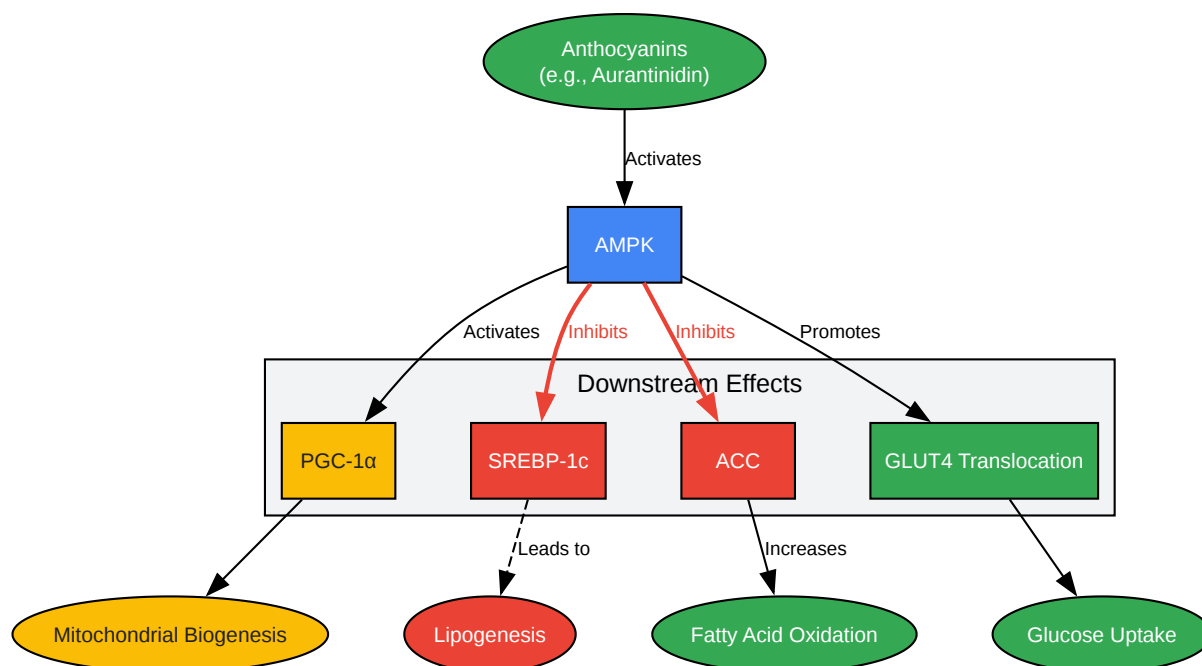 Anthocyanins
(e.g., Aurantinidin)
Activates
AMPK
Activates
Inhibits
Inhibits
Promotes
Downstream Effects
PGC-1α
SREBP-1c
ACC
GLUT4 Translocation
Leads to
Increases
Mitochondrial Biogenesis
Lipogenesis
Fatty Acid Oxidation
Glucose Uptake